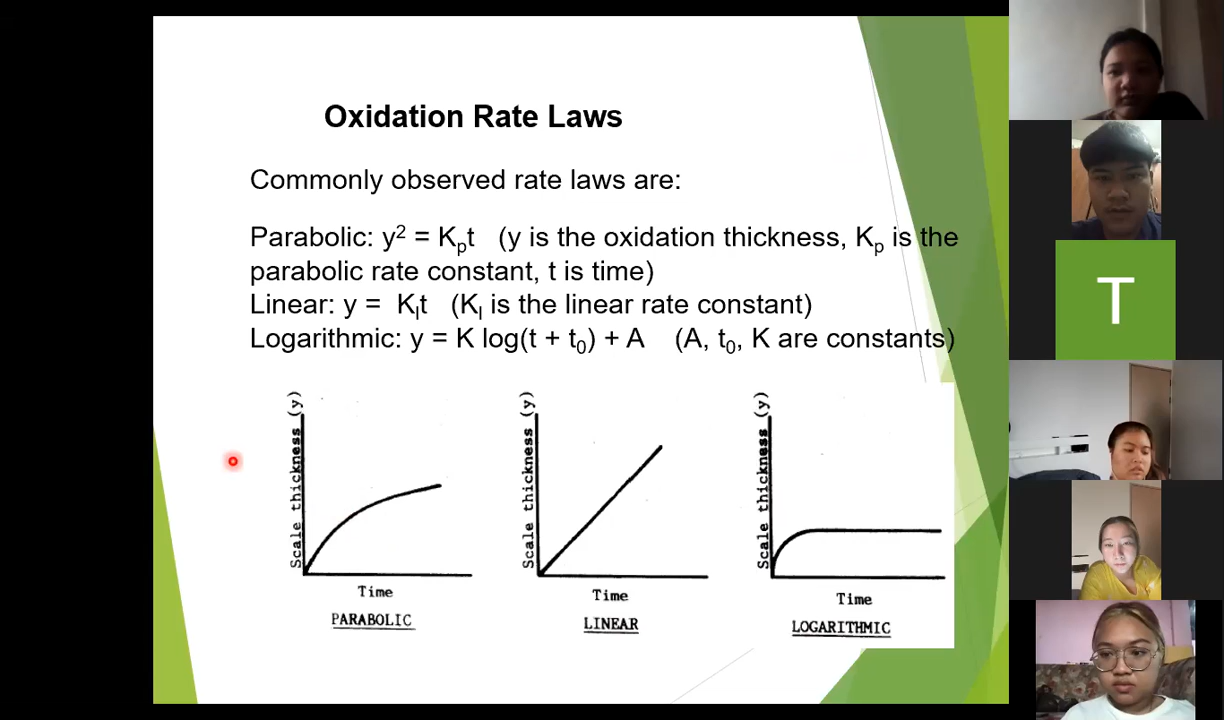 Oxidation Rate Laws
Commonly observed rate laws are:
Parabolic: y² = Kₚt (y is the oxidation thickness, Kₚ is the
parabolic rate constant, t is time)
Linear: y = Kₗt (Kₗ is the linear rate constant)
Logarithmic: y = K log(t + t₀) + A (A, t₀, K are constants)
Scale thickness (y)
Time
PARABOLIC
Scale thickness (y)
Time
LINEAR
Scale thickness (y)
Time
LOGARITHMIC
T